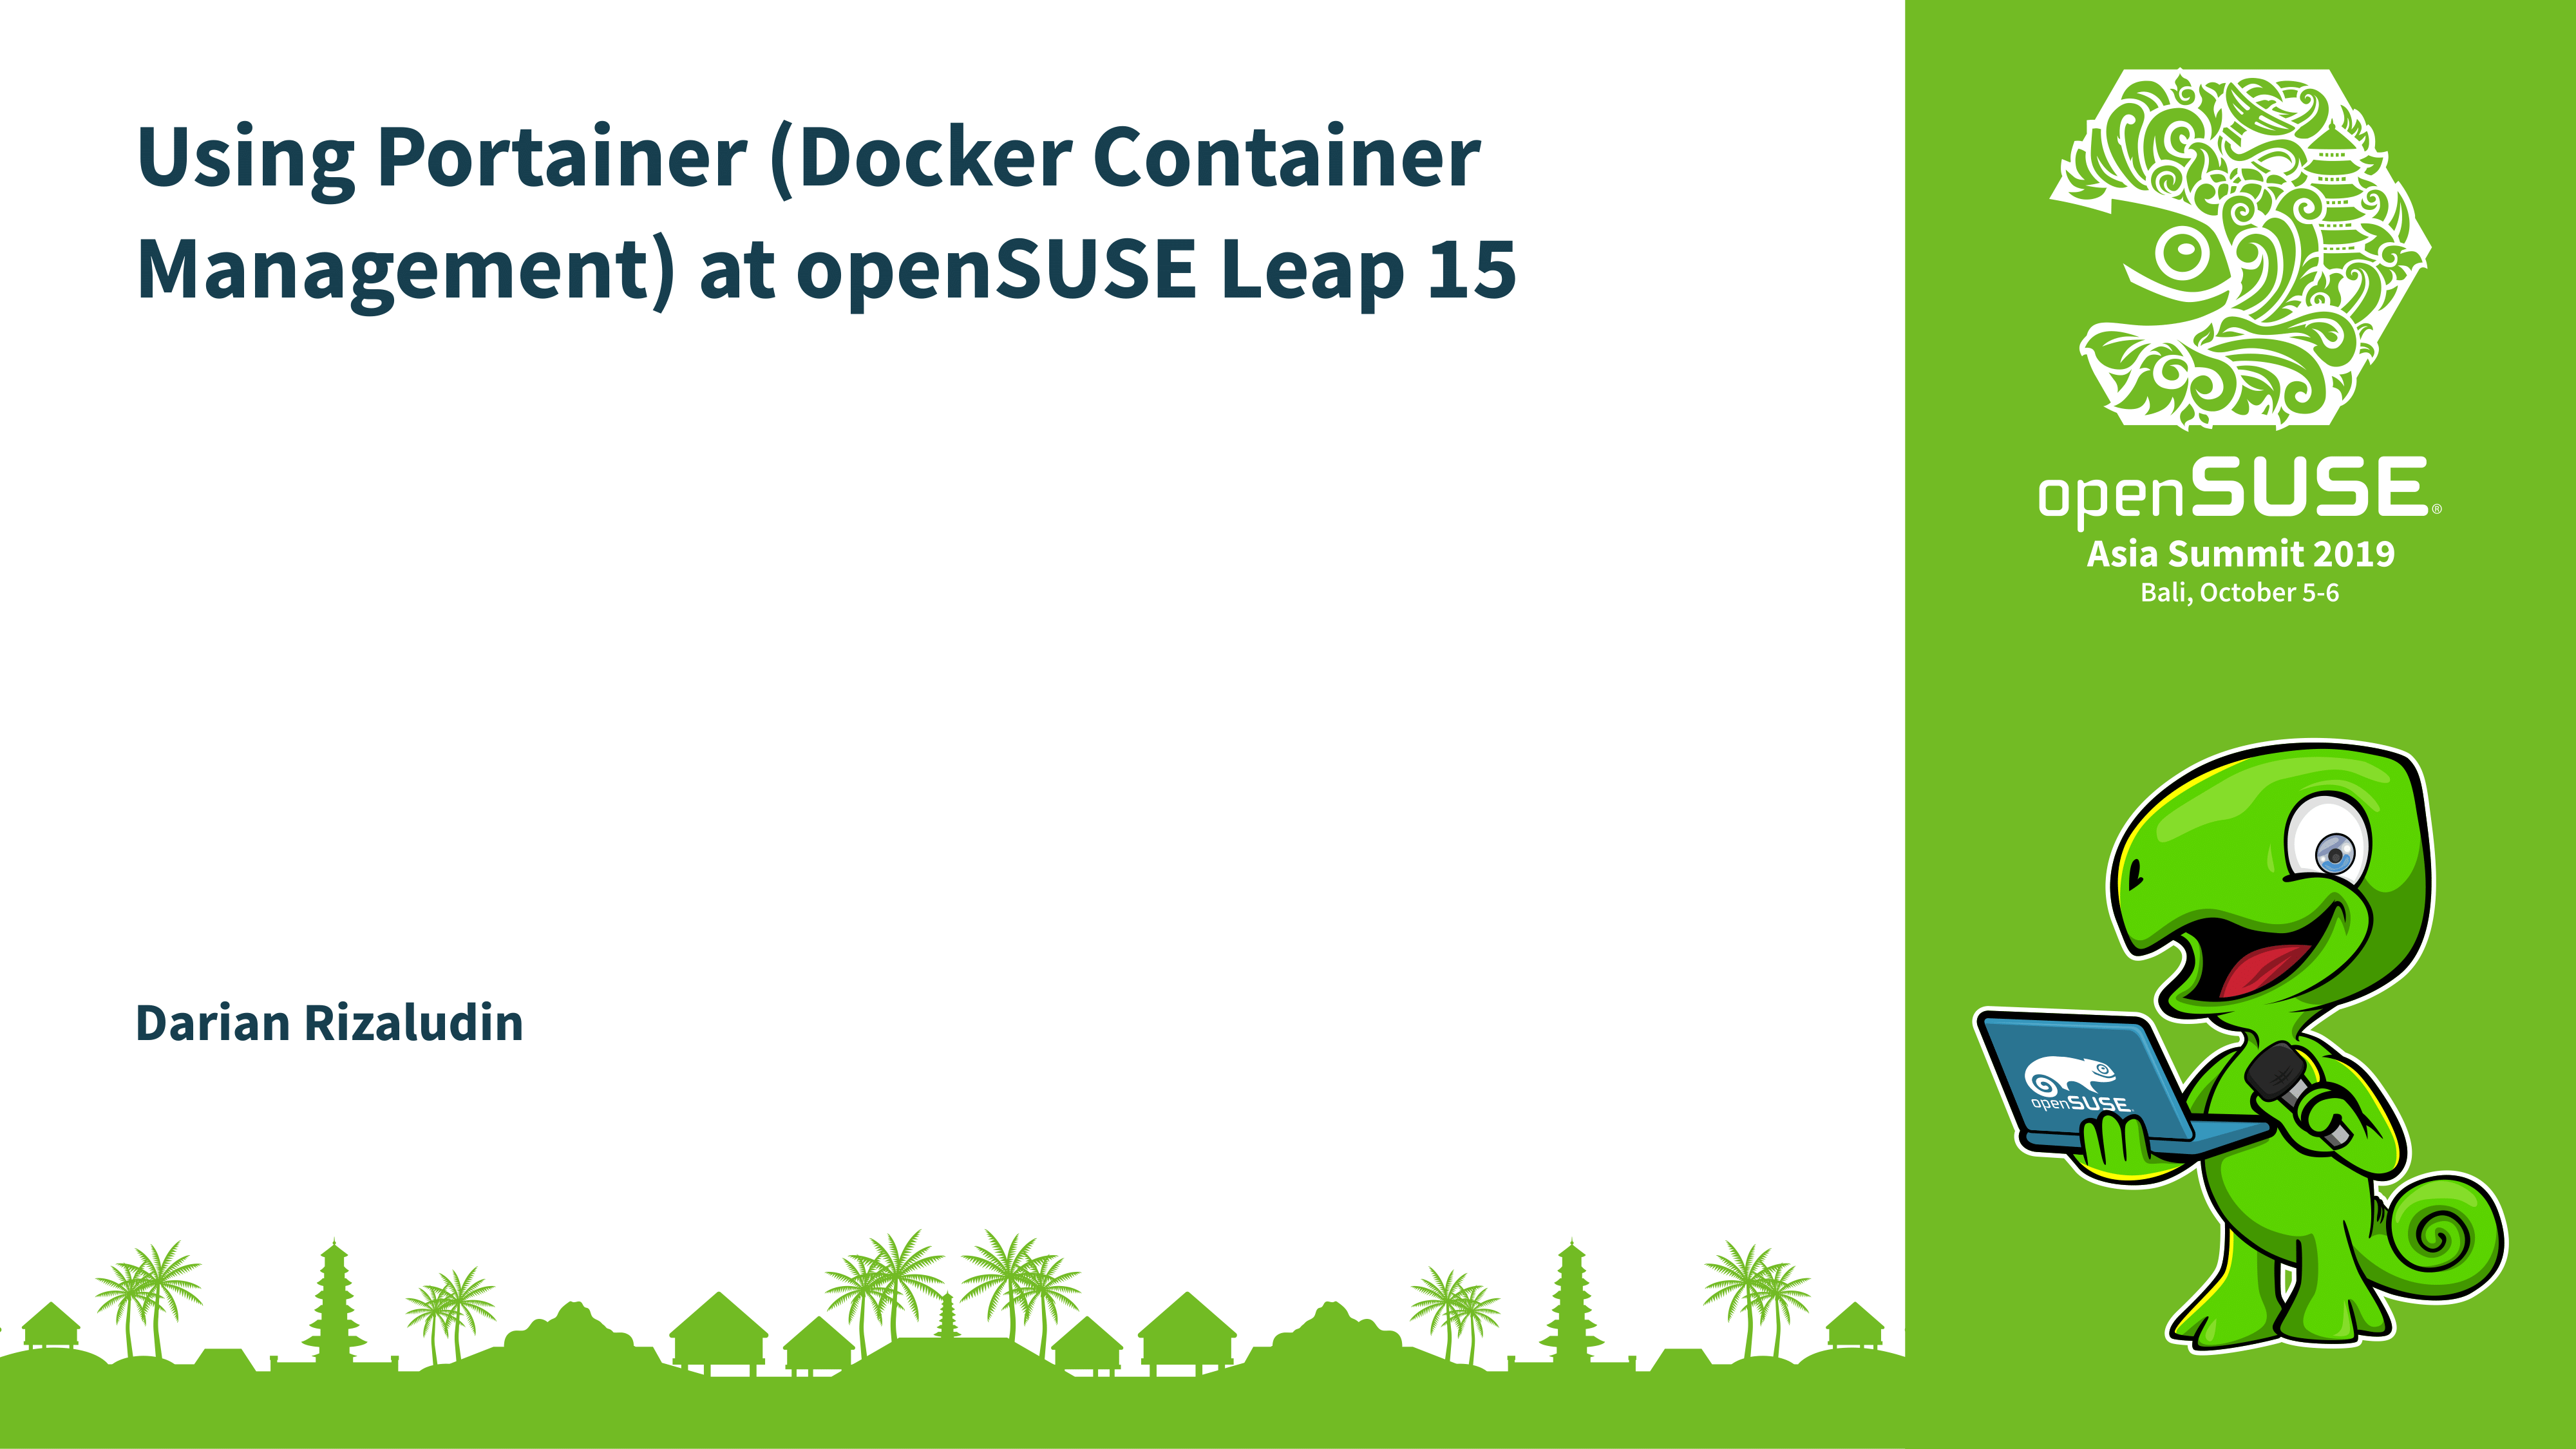 Using Portainer (Docker Container
Management) at openSUSE Leap 15
Darian Rizaludin
openSUSE®
Asia Summit 2019
Bali, October 5-6
openSUSE